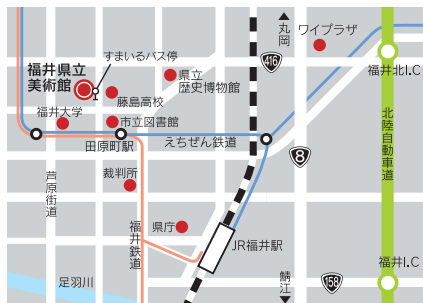 丸岡
ワイプラザ
すまいるバス停
416
福井県立
美術館
県立
歴史博物館
福井北I.C
藤島高校
福井大学
市立図書館
えちぜん鉄道
田原町駅
北陸自動車道
8
芦原街道
裁判所
福井鉄道
県庁
JR福井駅
福井I.C
足羽川
鯖江
158